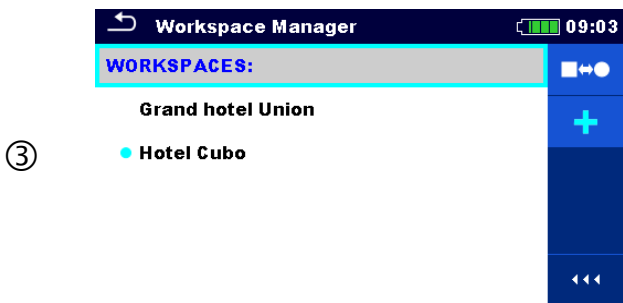 Workspace Manager 09:03
WORKSPACES:
Grand hotel Union
③ Hotel Cubo